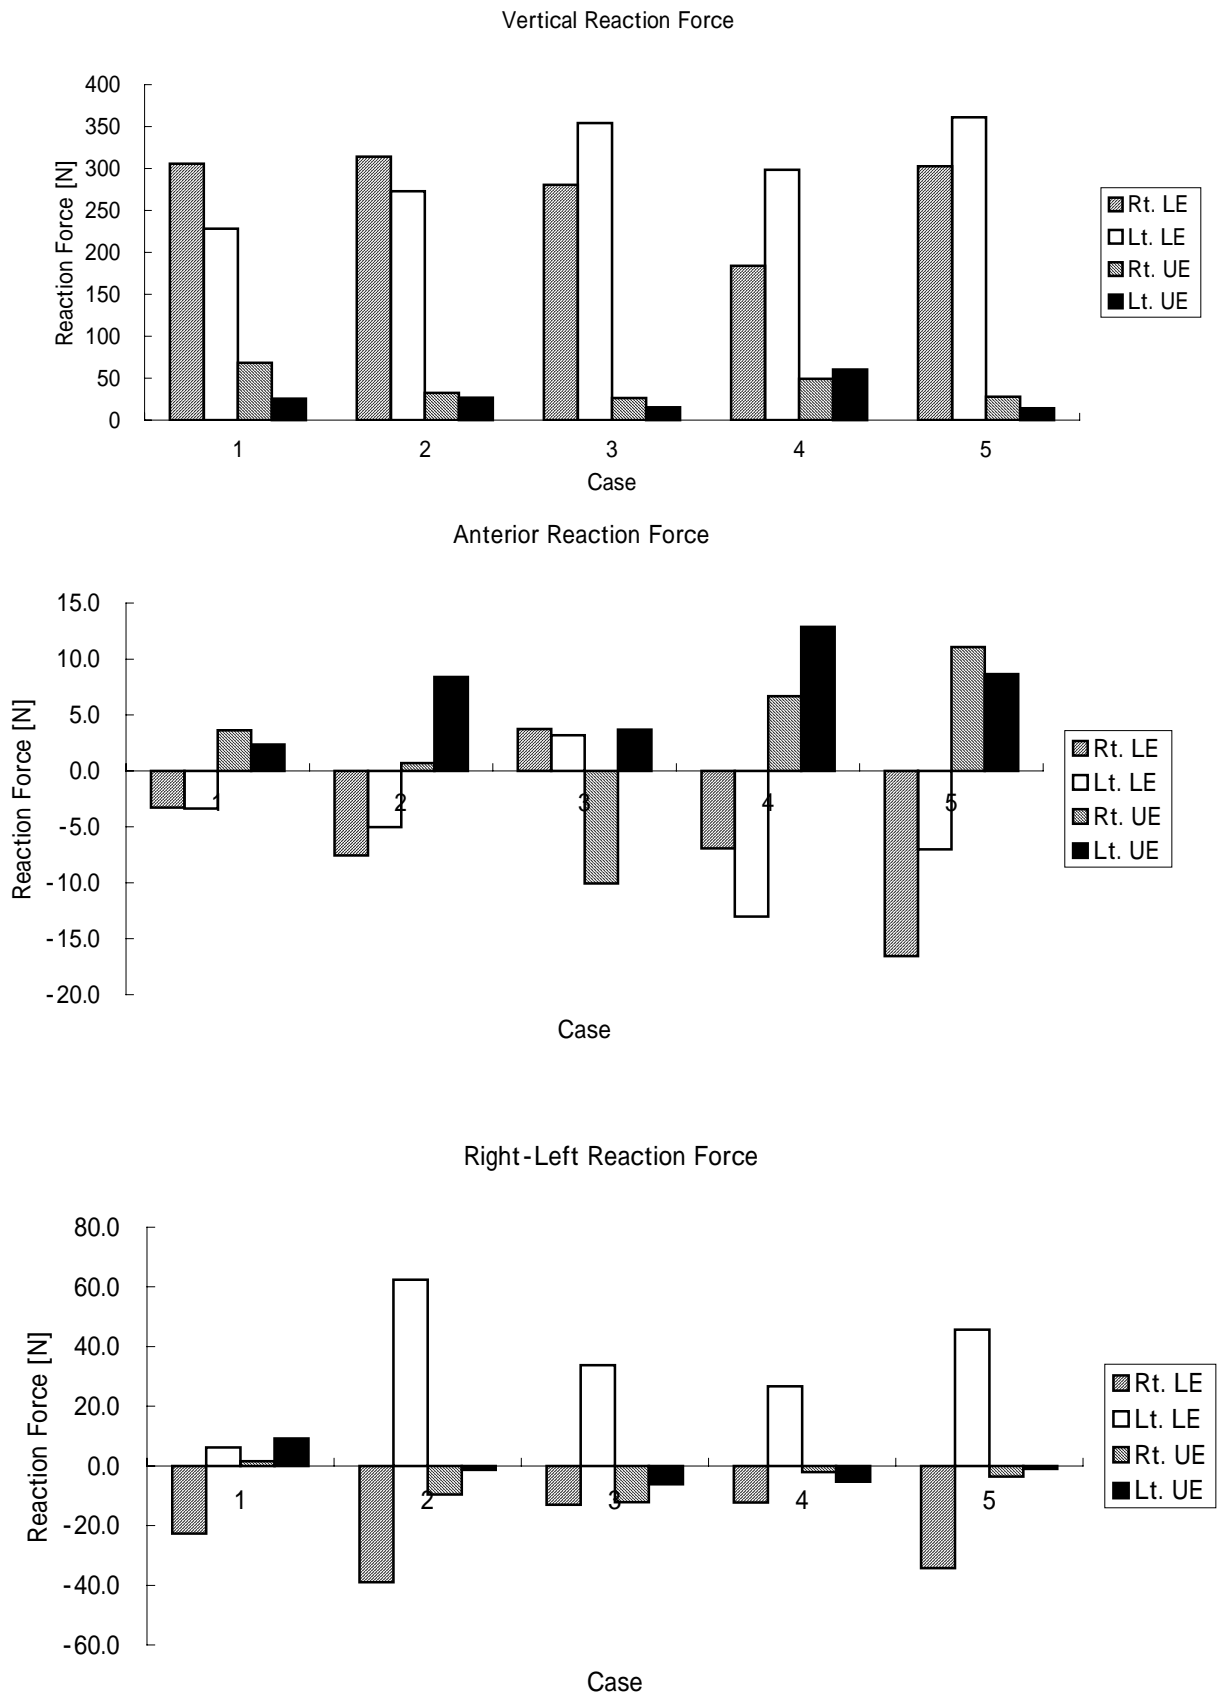 Vertical Reaction Force
400
350
300
250
200
150
100
50
0
Reaction Force [N]
1 2 3 4 5
Case
Rt. LE
Lt. LE
Rt. UE
Lt. UE
Anterior Reaction Force
15.0
10.0
5.0
0.0
-5.0
-10.0
-15.0
-20.0
Reaction Force [N]
1 2 3 4 5
Case
Rt. LE
Lt. LE
Rt. UE
Lt. UE
Right-Left Reaction Force
80.0
60.0
40.0
20.0
0.0
-20.0
-40.0
-60.0
Reaction Force [N]
1 2 3 4 5
Case
Rt. LE
Lt. LE
Rt. UE
Lt. UE